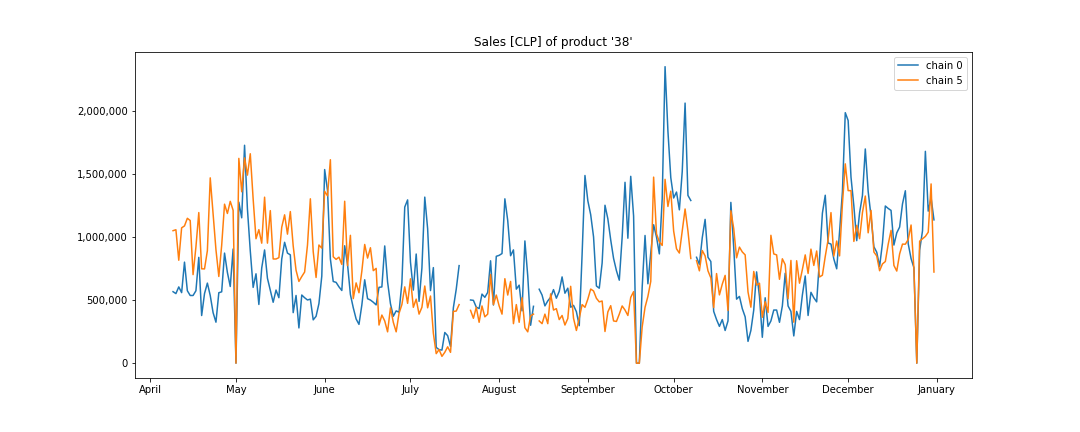 Sales [CLP] of product '38'
chain 0
chain 5
2,000,000
1,500,000
1,000,000
500,000
0
April May June July August September October November December January